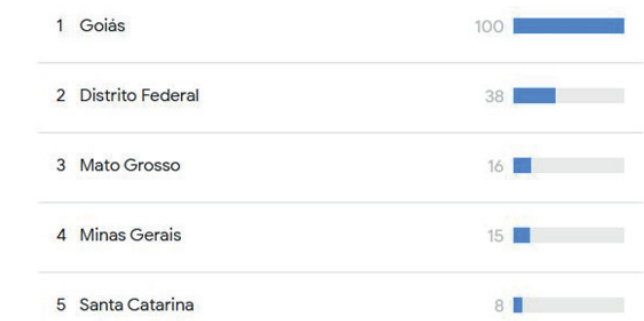 1 Goiás 100
2 Distrito Federal 38
3 Mato Grosso 16
4 Minas Gerais 15
5 Santa Catarina 8